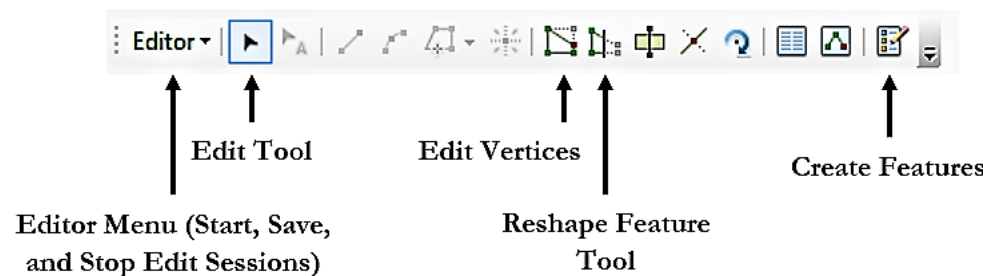 Editor
A
Edit Tool
Edit Vertices
Create Features
Editor Menu (Start, Save,
and Stop Edit Sessions)
Reshape Feature
Tool